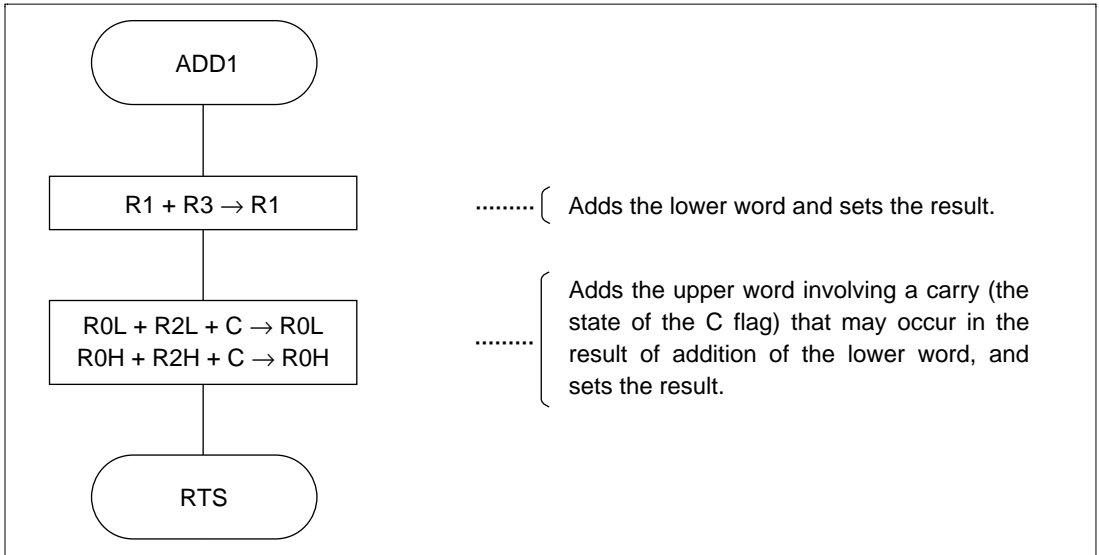 ADD1
R1 + R3 → R1
Adds the lower word and sets the result.
R0L + R2L + C → R0L
R0H + R2H + C → R0H
Adds the upper word involving a carry (the
state of the C flag) that may occur in the
result of addition of the lower word, and
sets the result.
RTS